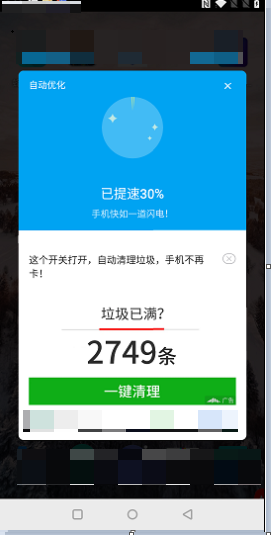 自动优化
已提速30%
手机快如一道闪电!
这个开关打开，自动清理垃圾，手机不再
卡！
垃圾已满?
2749条
一键清理
广告